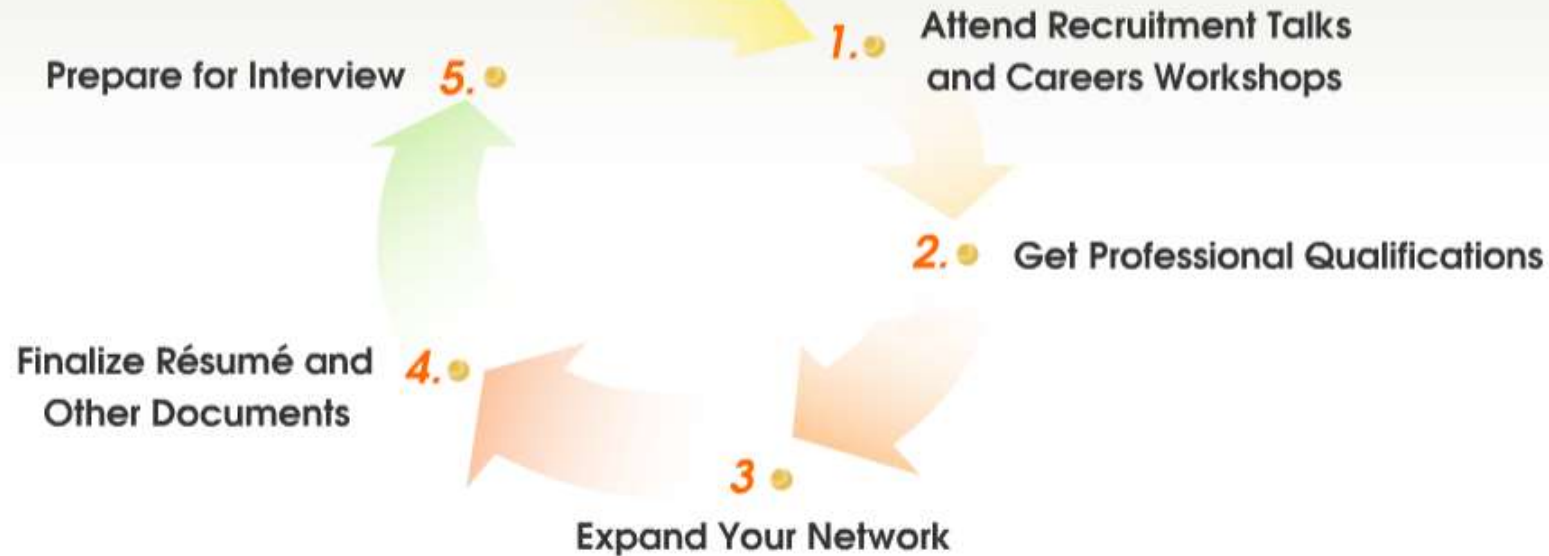 1. Attend Recruitment Talks
and Careers Workshops
2. Get Professional Qualifications
3
Expand Your Network
4. Finalize Résumé and
Other Documents
5. Prepare for Interview